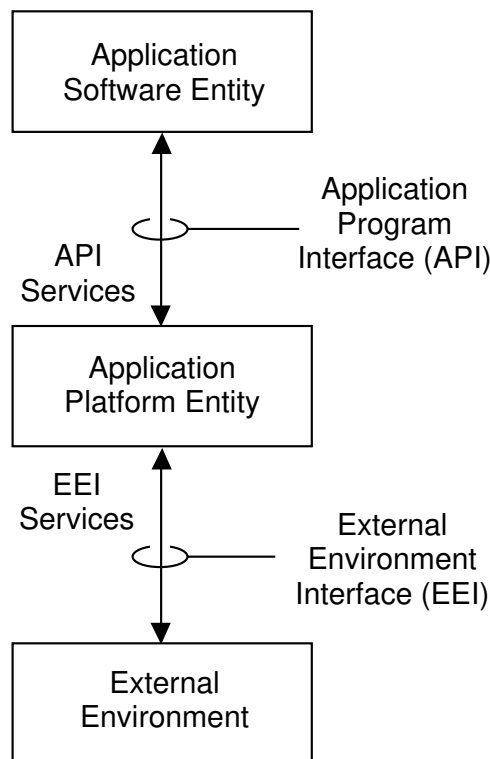 Application
Software Entity
Application
Program
Interface (API)
API
Services
Application
Platform Entity
EEI
Services
External
Environment
Interface (EEI)
External
Environment